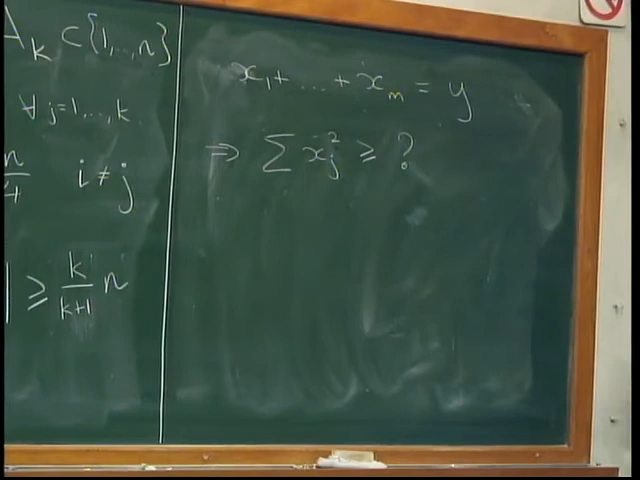 A_k ⊂ {1,...,n}
∀ j=1,...,k
n/4 i ≠ j
| ≥ k/(k+1) n
x_1 + ... + x_m = y
⇒ ∑ x_j^2 ≥ ?